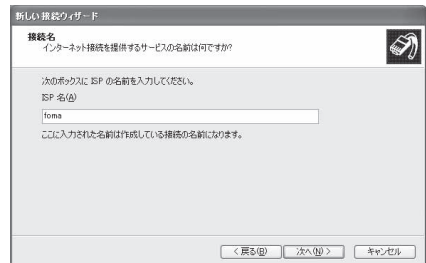 新しい接続ウィザード
接続名
インターネット接続を提供するサービスの名前は何ですか?
次のボックスに ISP の名前を入力してください。
ISP 名(A)
foma
ここに入力された名前は作成している接続の名前になります。
< 戻る(B) 次へ(N) > キャンセル